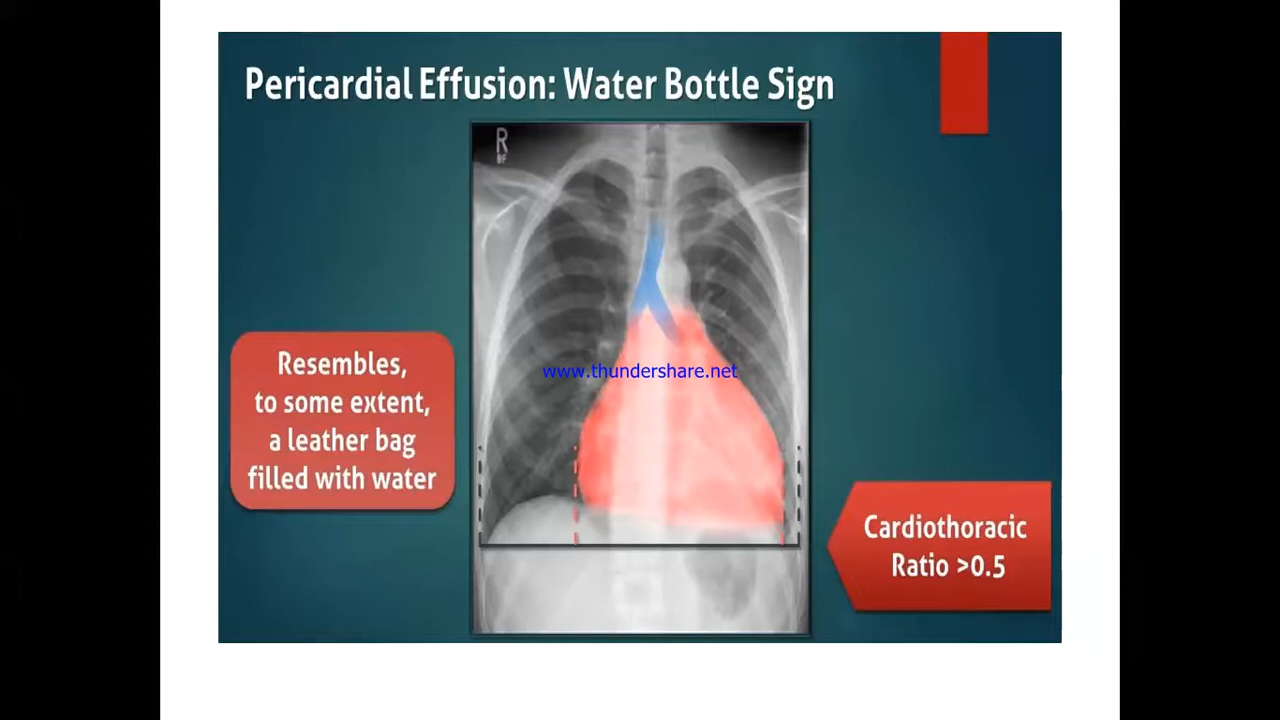 Pericardial Effusion: Water Bottle Sign
R
Resembles,
to some extent,
a leather bag
filled with water
www.thundershare.net
Cardiothoracic
Ratio >0.5